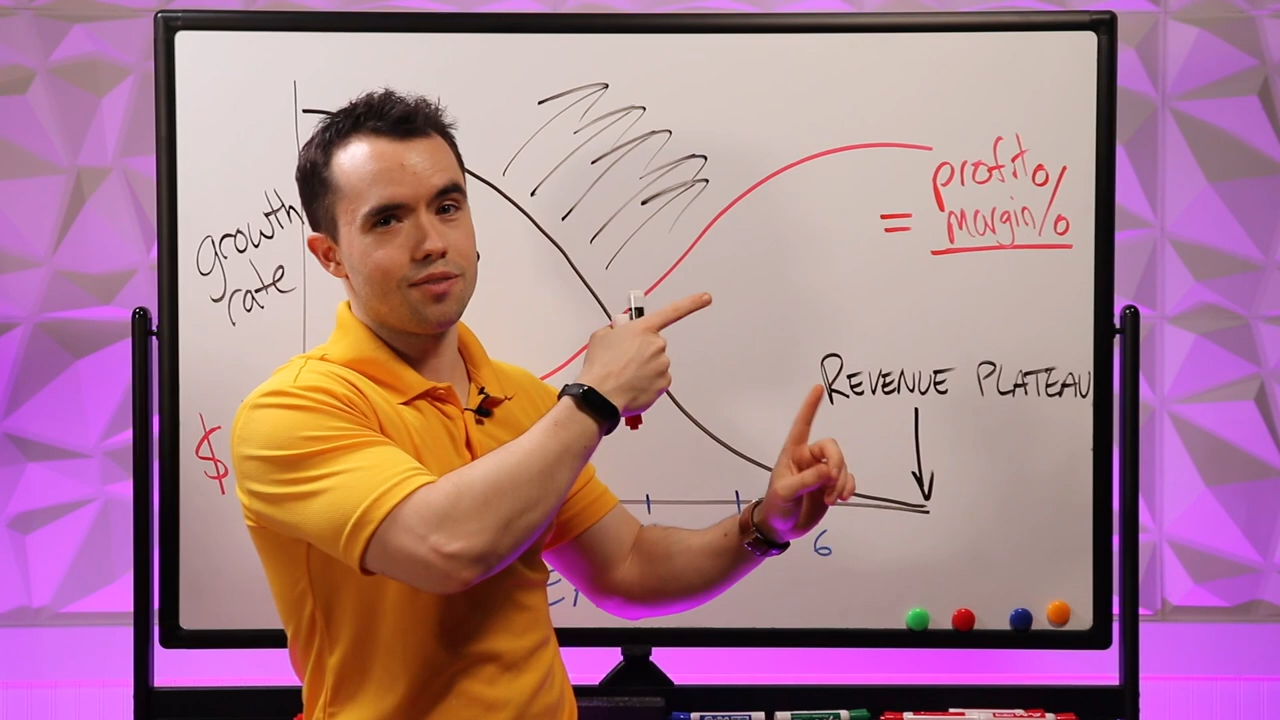 growth
rate
profit%
= margin%
REVENUE PLATEAU
$
6